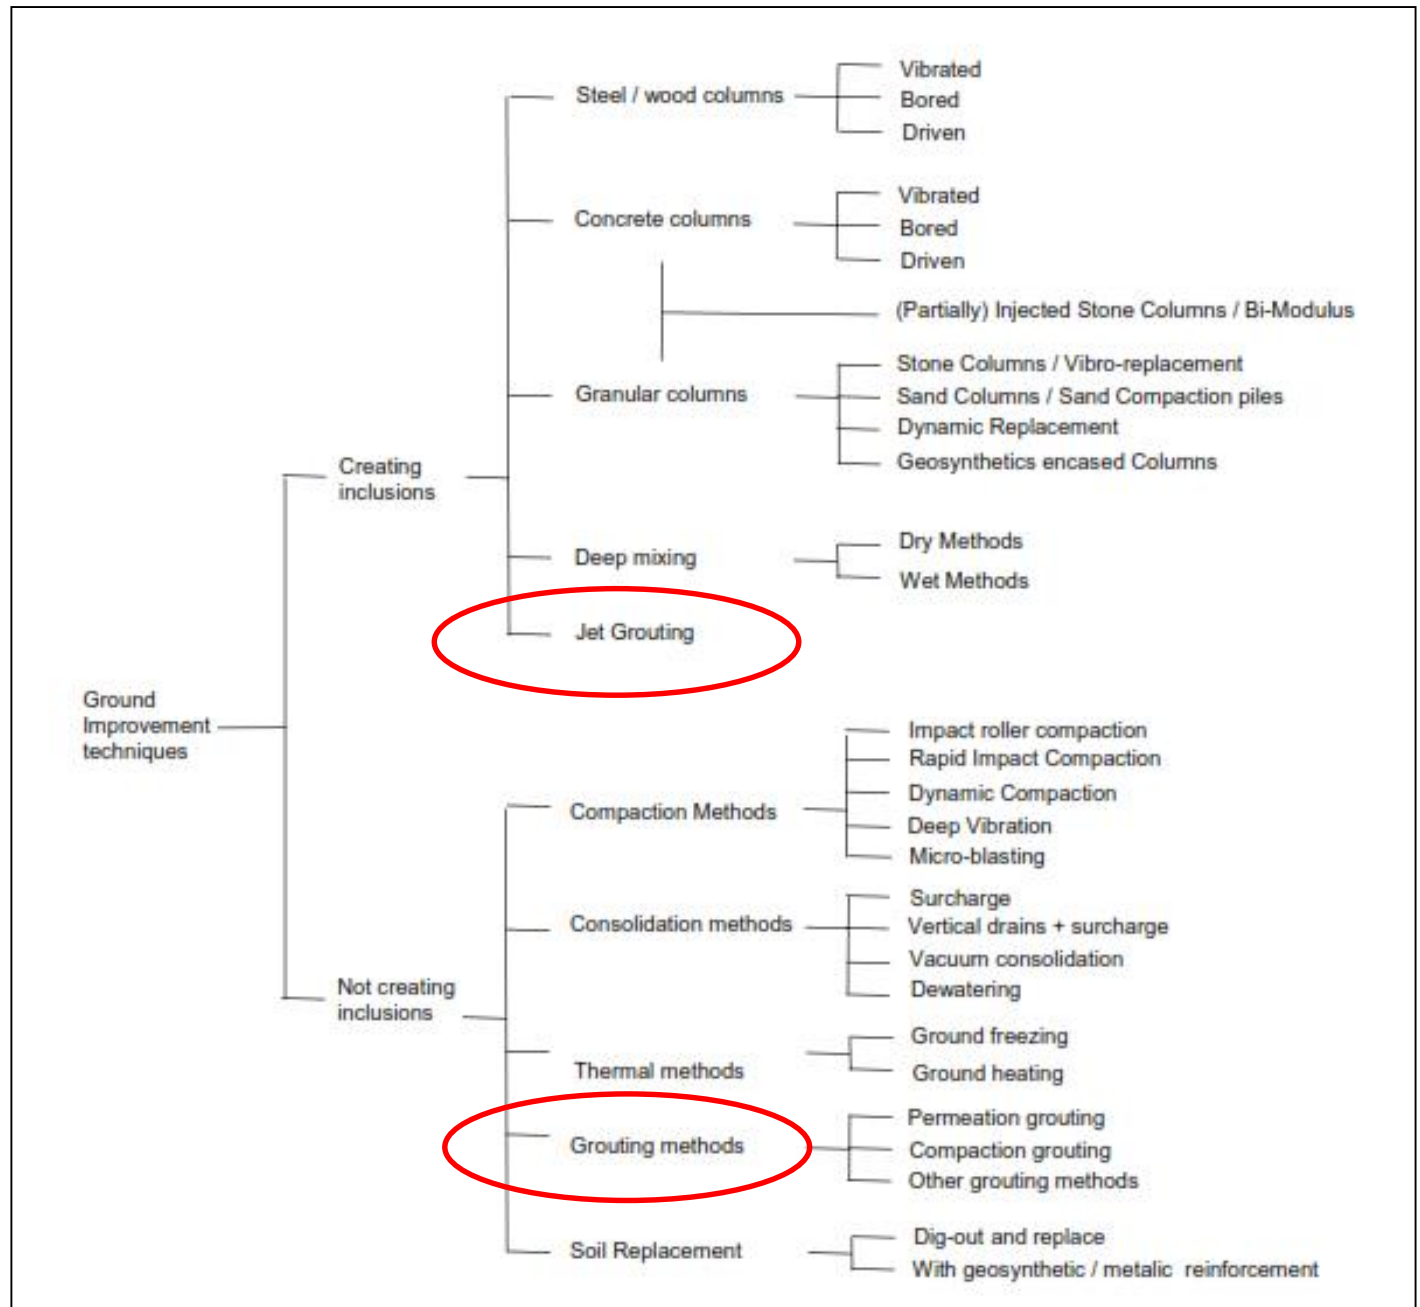 Ground
Improvement
techniques
Creating
inclusions
Steel / wood columns
Vibrated
Bored
Driven
Concrete columns
Vibrated
Bored
Driven
(Partially) Injected Stone Columns / Bi-Modulus
Granular columns
Stone Columns / Vibro-replacement
Sand Columns / Sand Compaction piles
Dynamic Replacement
Geosynthetics encased Columns
Deep mixing
Dry Methods
Wet Methods
Jet Grouting
Not creating
inclusions
Compaction Methods
Impact roller compaction
Rapid Impact Compaction
Dynamic Compaction
Deep Vibration
Micro-blasting
Consolidation methods
Surcharge
Vertical drains + surcharge
Vacuum consolidation
Dewatering
Thermal methods
Ground freezing
Ground heating
Grouting methods
Permeation grouting
Compaction grouting
Other grouting methods
Soil Replacement
Dig-out and replace
With geosynthetic / metalic reinforcement